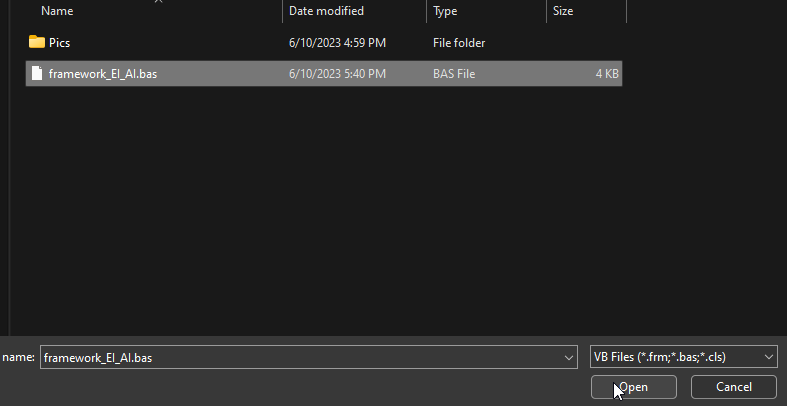 Name Date modified Type Size
Pics 6/10/2023 4:59 PM File folder
framework_EI_AI.bas 6/10/2023 5:40 PM BAS File 4 KB
name: framework_EI_AI.bas VB Files (*.frm;*.bas;*.cls)
Open Cancel